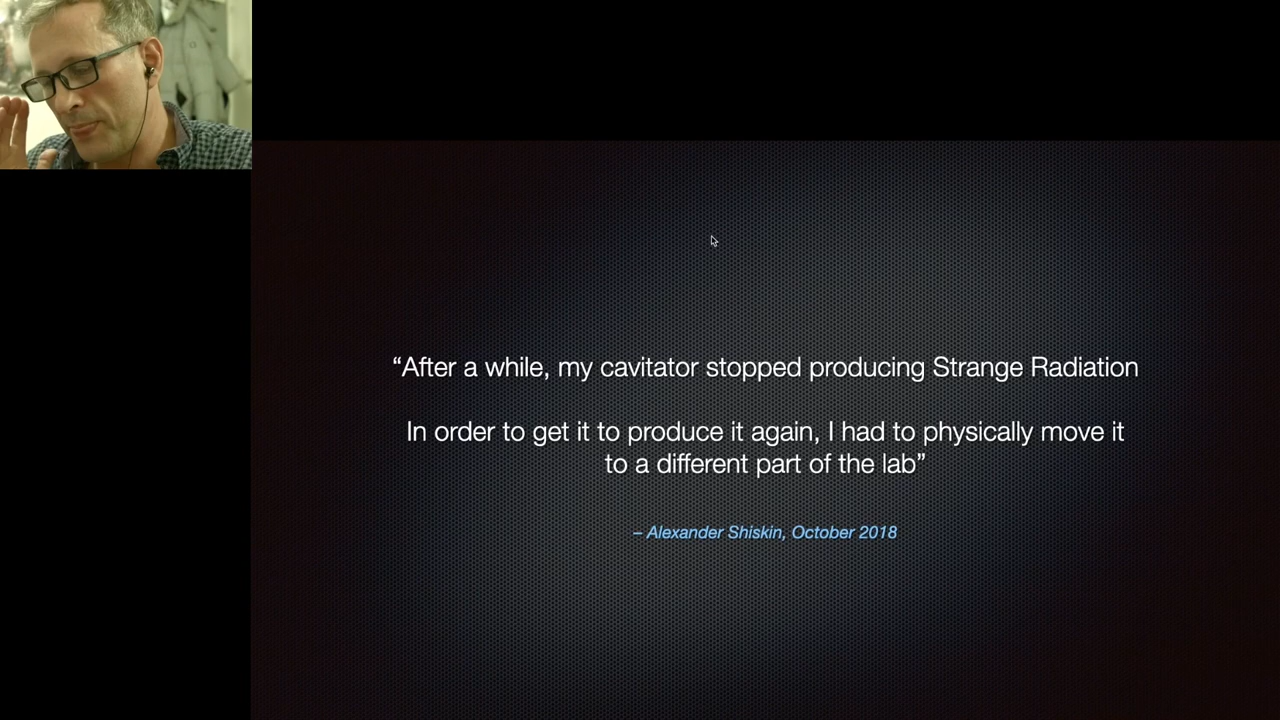 “After a while, my cavitator stopped producing Strange Radiation
In order to get it to produce it again, I had to physically move it
to a different part of the lab”
– Alexander Shiskin, October 2018